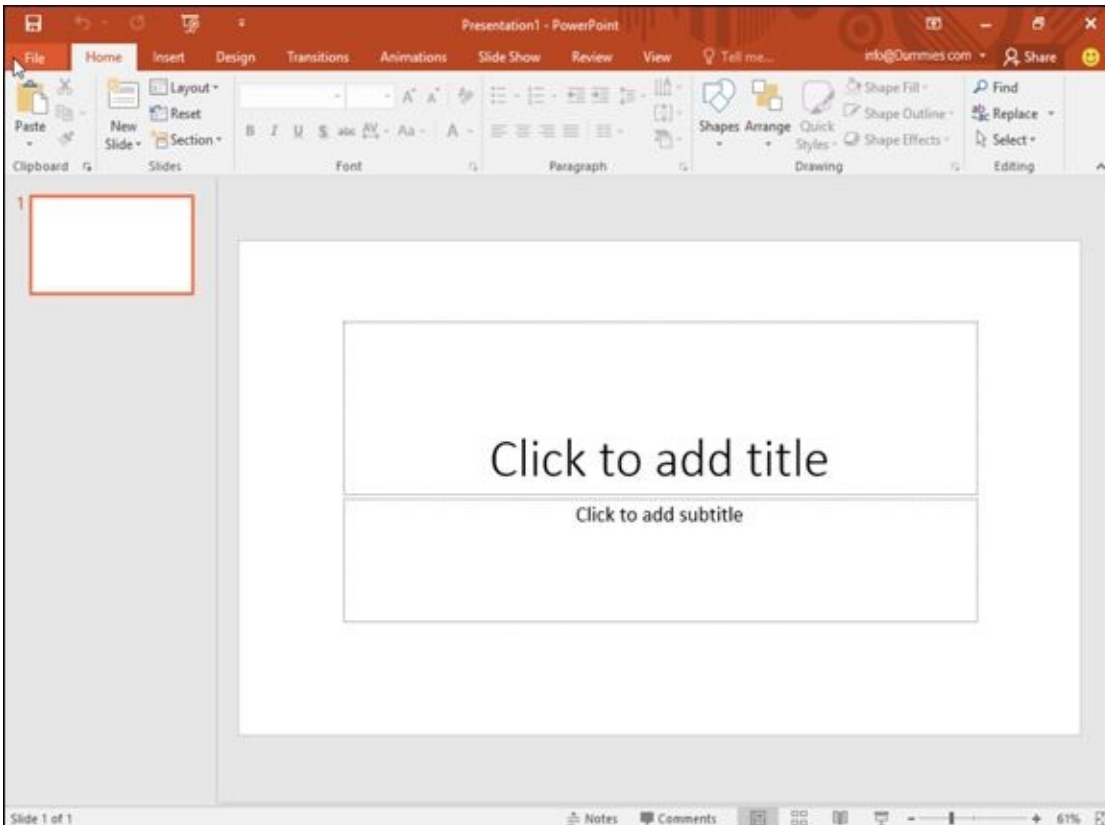 Presentation1 - PowerPoint
File Home Insert Design Transitions Animations Slide Show Review View Tell me... info@Dummies.com Share
Paste
New Slide
Layout
Reset
Section
B I U S abc AV Aa A
Shapes Arrange Quick Styles
Shape Fill
Shape Outline
Shape Effects
Find
Replace
Select
Clipboard Slides Font Paragraph Drawing Editing
1
Click to add title
Click to add subtitle
Slide 1 of 1 Notes Comments 61%